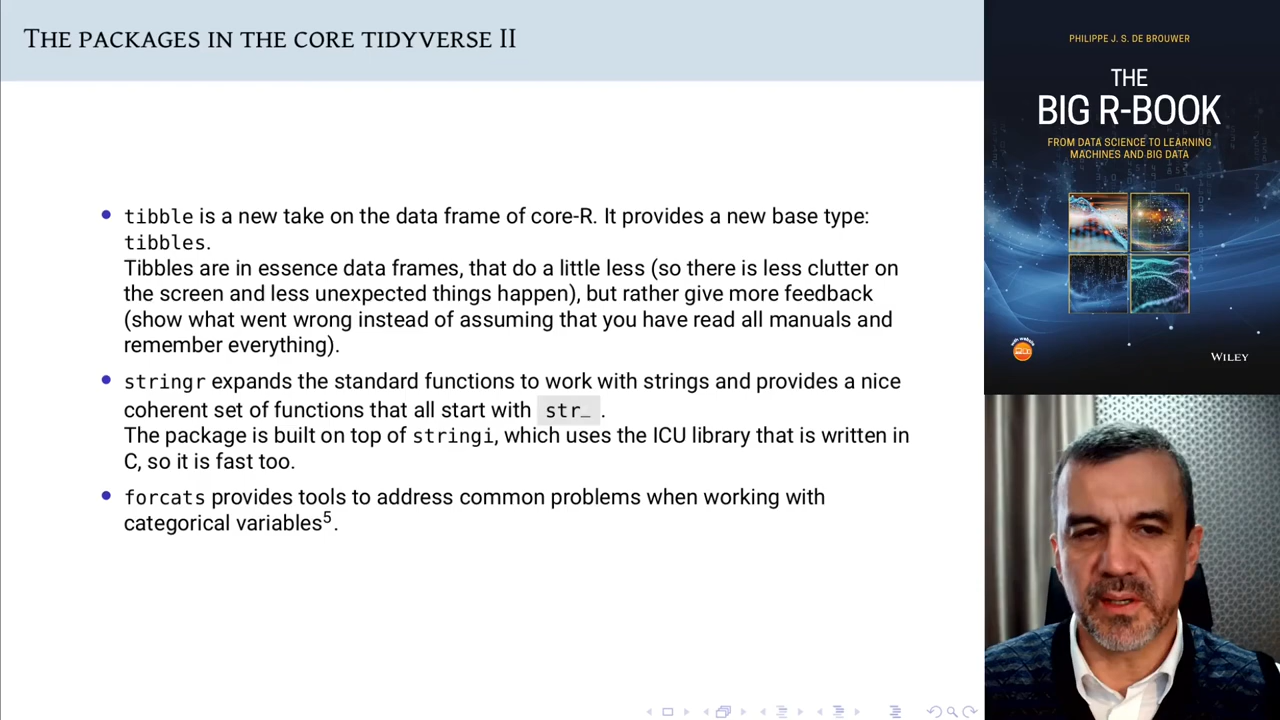 THE PACKAGES IN THE CORE TIDYVERSE II
• tibble is a new take on the data frame of core-R. It provides a new base type:
tibbles.
Tibbles are in essence data frames, that do a little less (so there is less clutter on
the screen and less unexpected things happen), but rather give more feedback
(show what went wrong instead of assuming that you have read all manuals and
remember everything).
• stringr expands the standard functions to work with strings and provides a nice
coherent set of functions that all start with str_ .
The package is built on top of stringi, which uses the ICU library that is written in
C, so it is fast too.
• forcats provides tools to address common problems when working with
categorical variables⁵.
PHILIPPE J. S. DE BROUWER
THE
BIG R-BOOK
FROM DATA SCIENCE TO LEARNING
MACHINES AND BIG DATA
WILEY